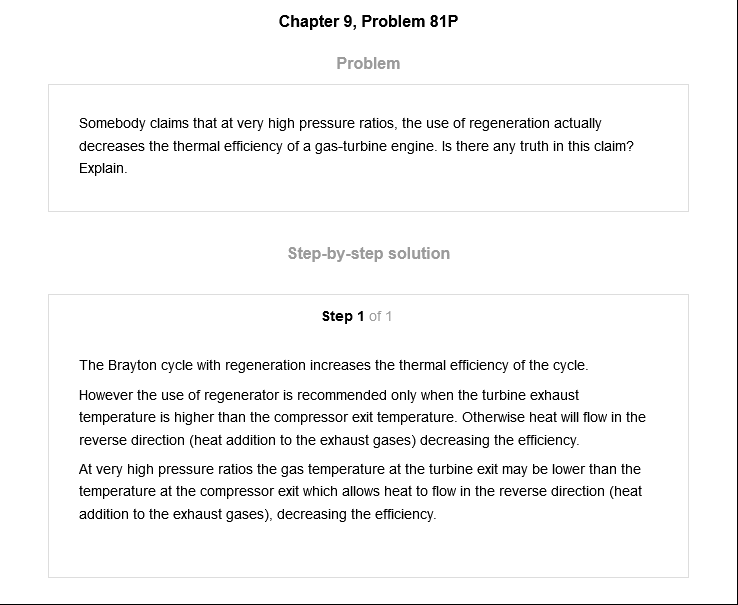 Chapter 9, Problem 81P
Problem
Somebody claims that at very high pressure ratios, the use of regeneration actually
decreases the thermal efficiency of a gas-turbine engine. Is there any truth in this claim?
Explain.
Step-by-step solution
Step 1 of 1
The Brayton cycle with regeneration increases the thermal efficiency of the cycle.
However the use of regenerator is recommended only when the turbine exhaust
temperature is higher than the compressor exit temperature. Otherwise heat will flow in the
reverse direction (heat addition to the exhaust gases) decreasing the efficiency.
At very high pressure ratios the gas temperature at the turbine exit may be lower than the
temperature at the compressor exit which allows heat to flow in the reverse direction (heat
addition to the exhaust gases), decreasing the efficiency.